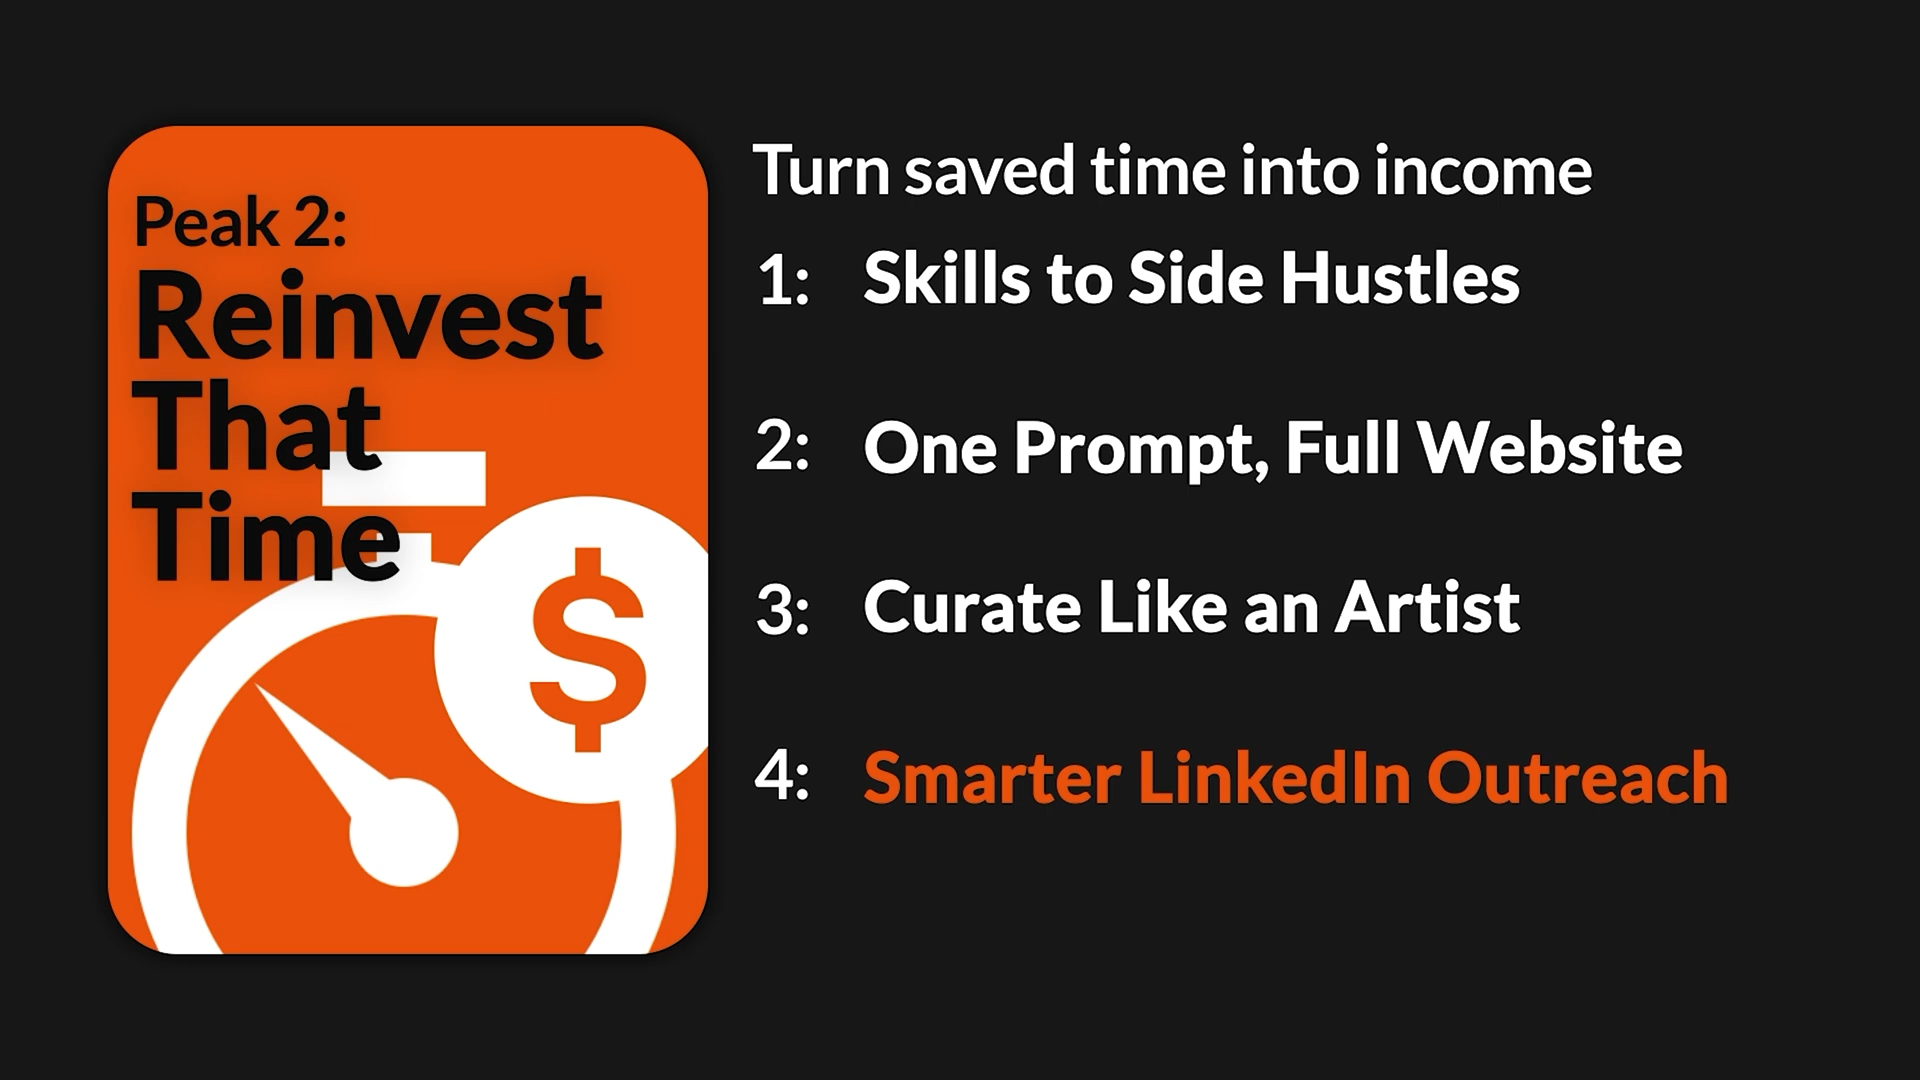 Peak 2:
Reinvest
That
Time
$
Turn saved time into income
1: Skills to Side Hustles
2: One Prompt, Full Website
3: Curate Like an Artist
4: Smarter LinkedIn Outreach